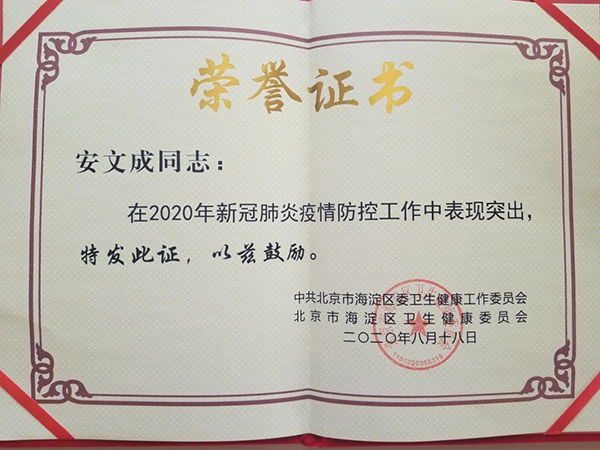 荣誉证书
安文成同志：
在2020年新冠肺炎疫情防控工作中表现突出，
特发此证，以兹鼓励。
中共北京市海淀区委卫生健康工作委员会
北京市海淀区卫生健康委员会
二〇二〇年八月十八日